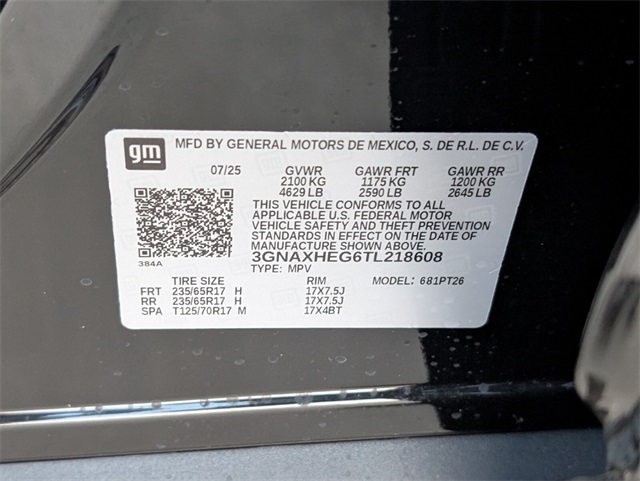 gm MFD BY GENERAL MOTORS DE MEXICO, S. DE R.L. DE C.V.
07/25 GVWR GAWR FRT GAWR RR
2100 KG 1175 KG 1200 KG
4629 LB 2590 LB 2645 LB
THIS VEHICLE CONFORMS TO ALL
APPLICABLE U.S. FEDERAL MOTOR
VEHICLE SAFETY AND THEFT PREVENTION
STANDARDS IN EFFECT ON THE DATE OF
MANUFACTURE SHOWN ABOVE.
384A 3GNAXHEG6TL218608
TYPE: MPV
TIRE SIZE RIM MODEL: 681PT26
FRT 235/65R17 H 17X7.5J
RR 235/65R17 H 17X7.5J
SPA T125/70R17 M 17X4BT